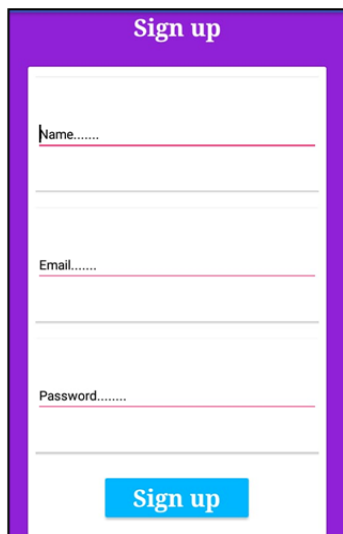 Sign up
Name.......
Email.......
Password........
Sign up